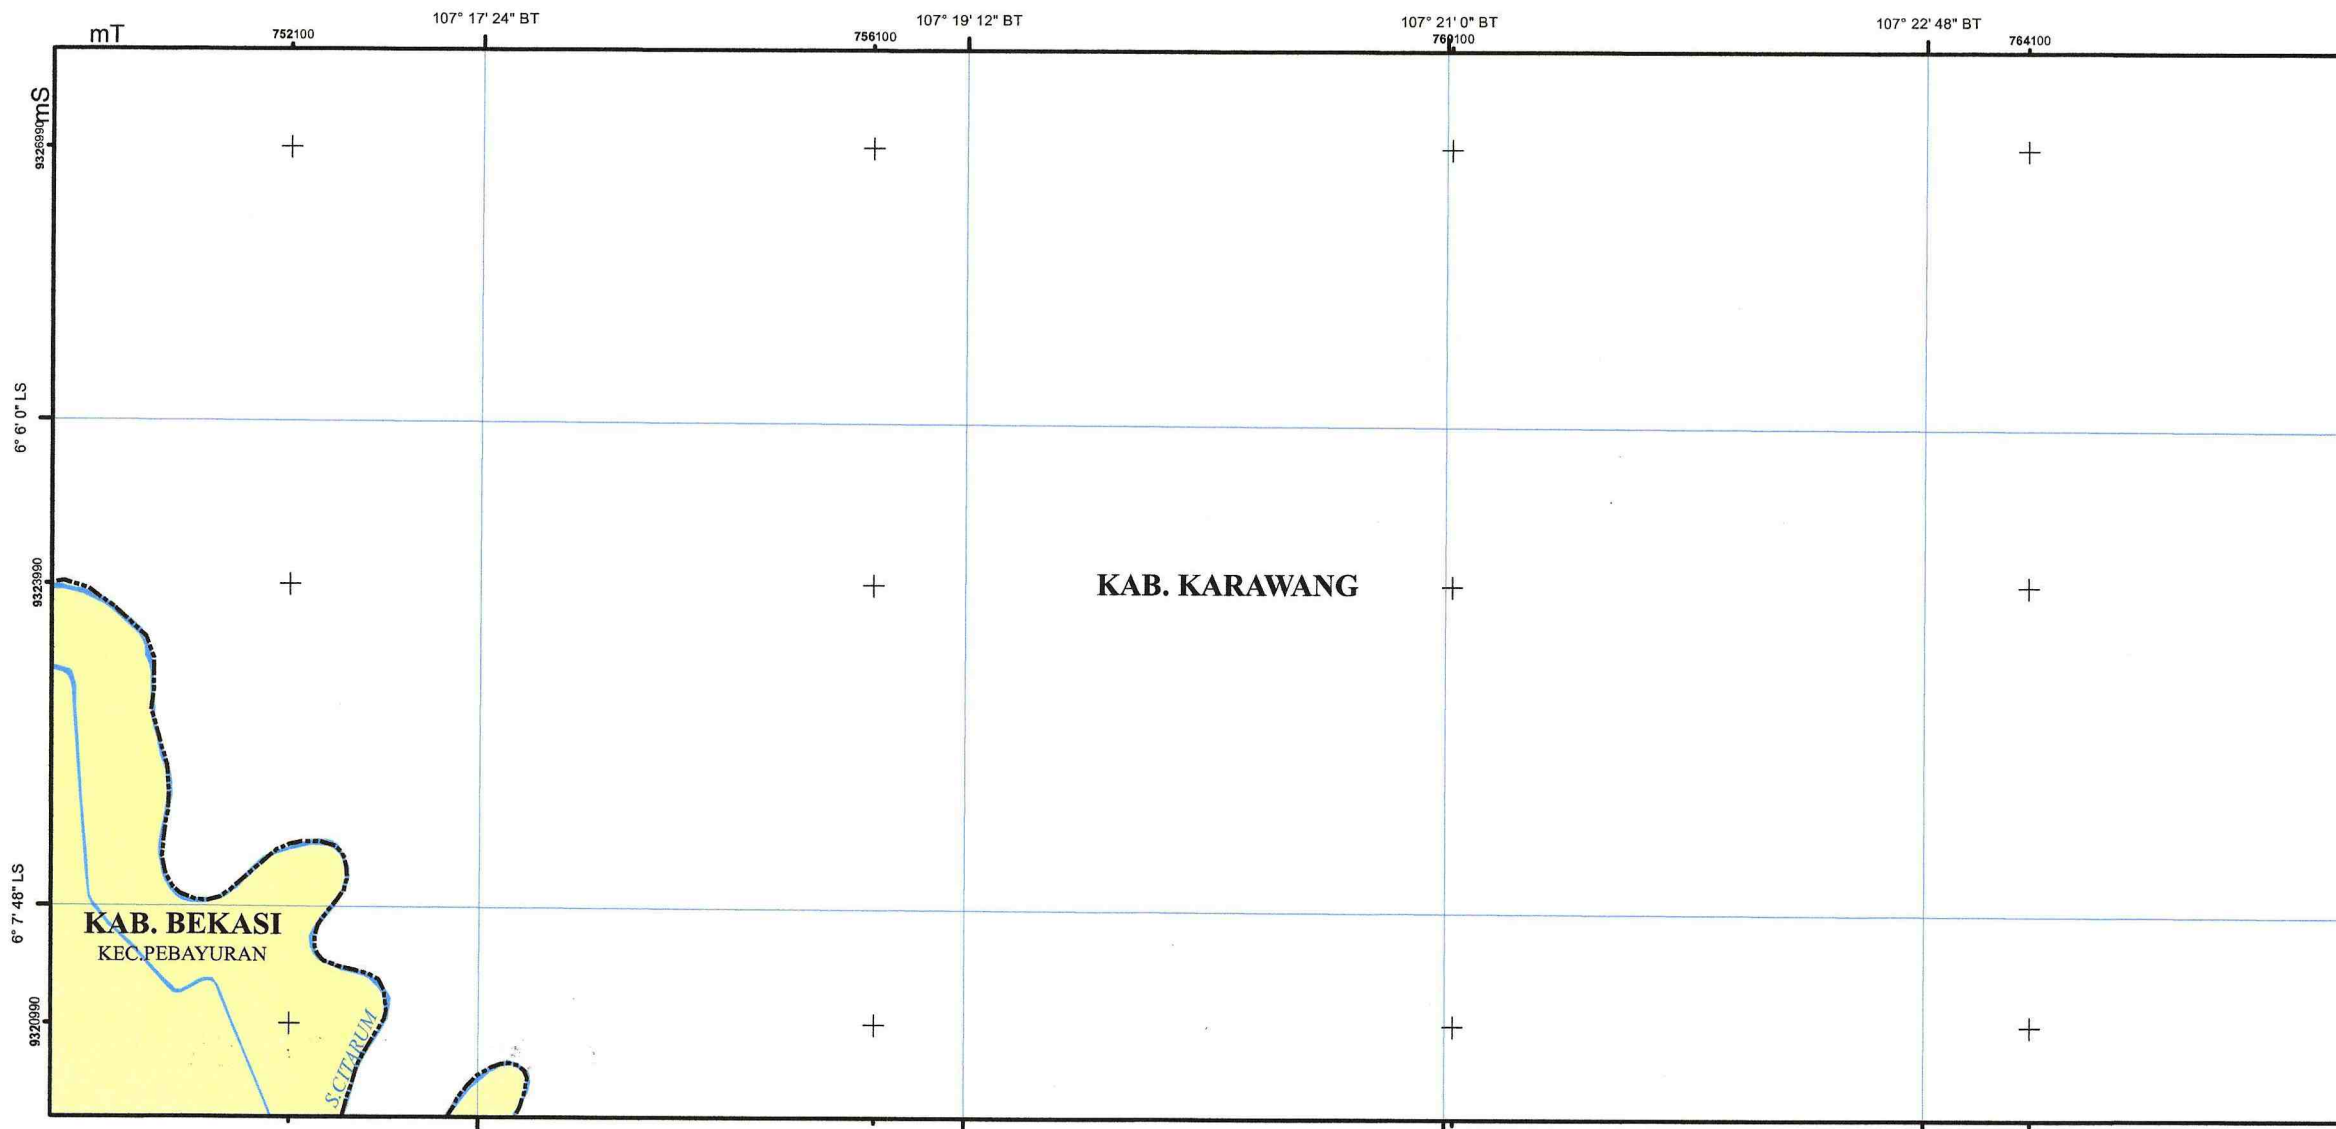 107° 17' 24" BT
107° 19' 12" BT
107° 21' 0" BT
107° 22' 48" BT
mT
752100
756100
760100
764100
mS
9326990
6° 6' 0" LS
9323990
KAB. KARAWANG
6° 7' 48" LS
KAB. BEKASI
KEC.PEBAYURAN
9320990
S.CITARUM